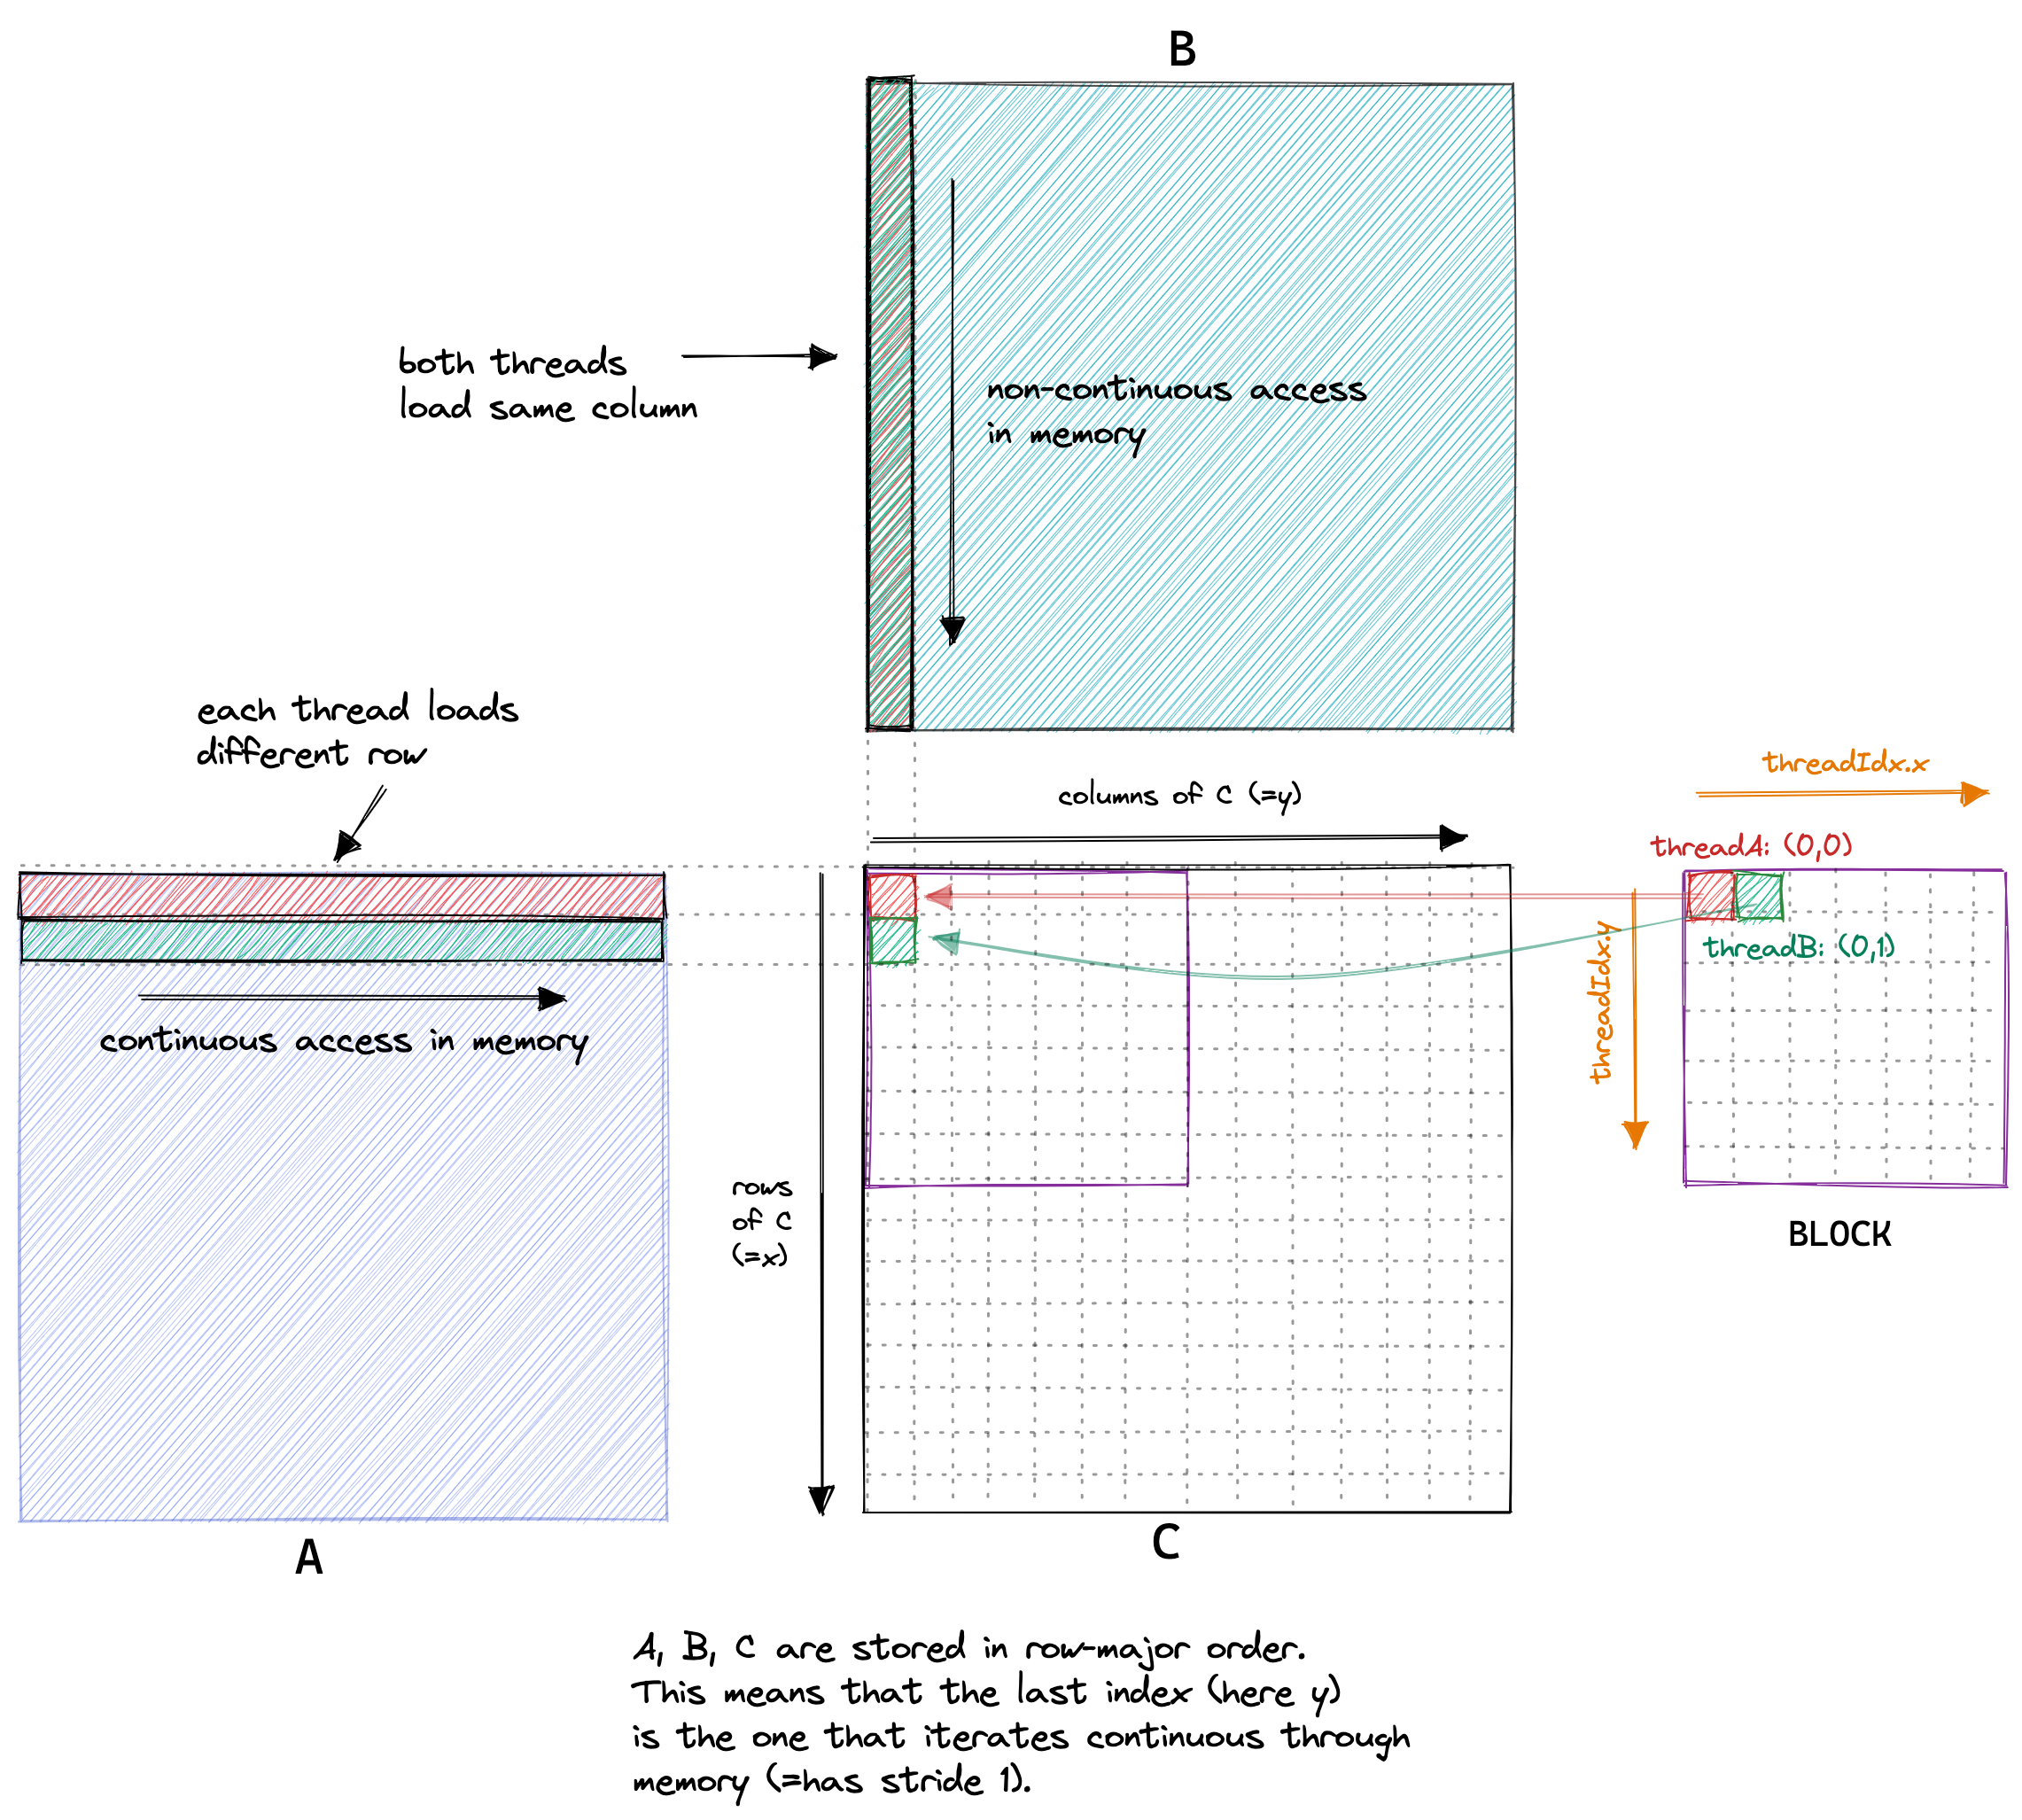 B
both threads
load same column
non-continuous access
in memory
each thread loads
different row
columns of C (=y)
threadIdx.x
threadA: (0,0)
threadB: (0,1)
threadIdx.y
continuous access in memory
rows
of C
(=x)
BLOCK
A
C
A, B, C are stored in row-major order.
This means that the last index (here y)
is the one that iterates continuous through
memory (=has stride 1).